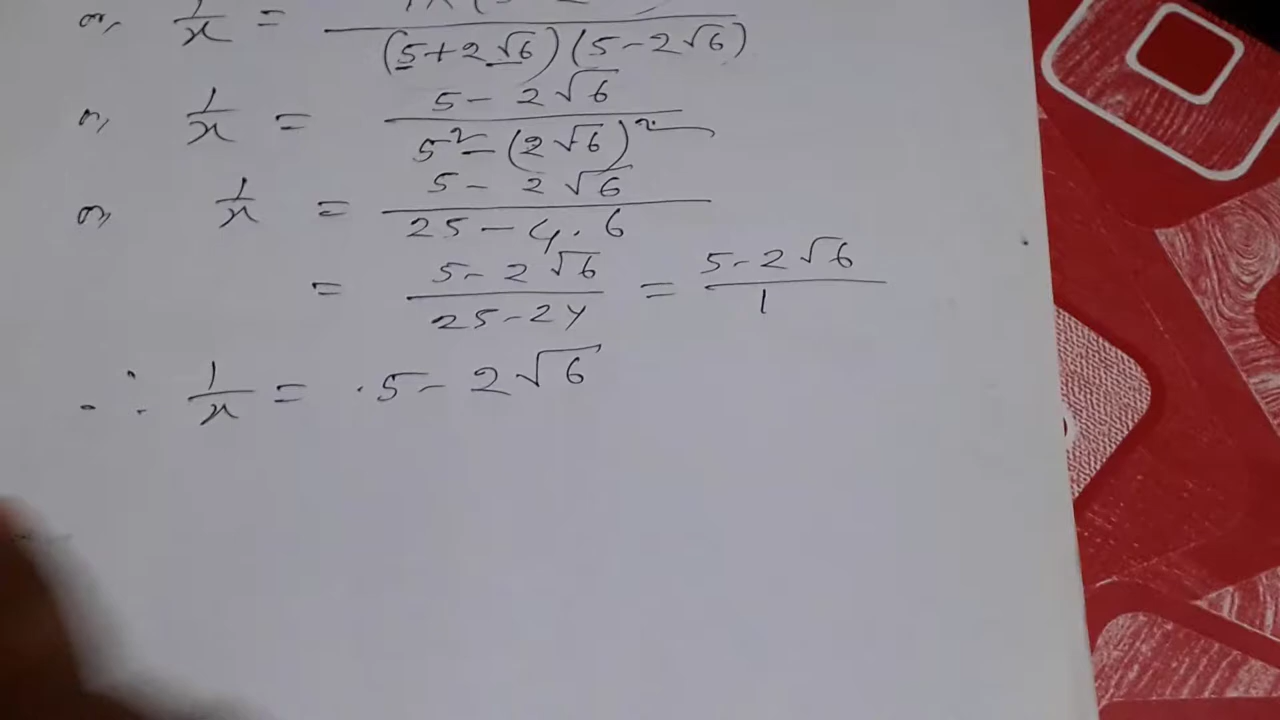 or, 1/x = / (5+2√6)(5-2√6)
or, 1/x = 5-2√6 / 5²-(2√6)²
or, 1/x = 5-2√6 / 25-4.6
= 5-2√6 / 25-24 = 5-2√6 / 1
∴ 1/x = 5-2√6